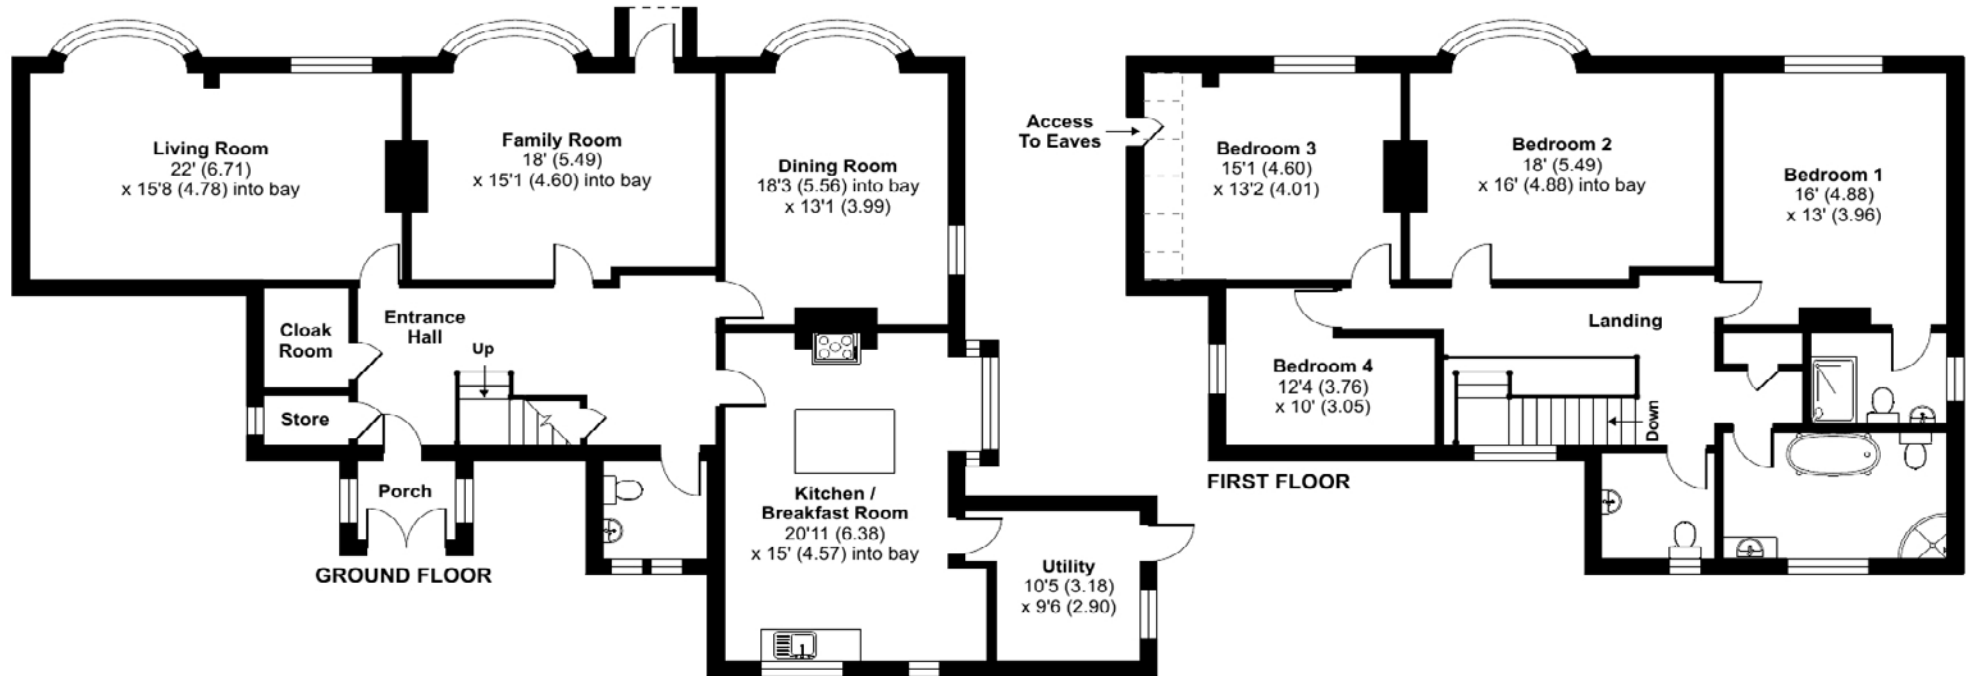 Living Room
22' (6.71)
x 15'8 (4.78) into bay
Family Room
18' (5.49)
x 15'1 (4.60) into bay
Dining Room
18'3 (5.56) into bay
x 13'1 (3.99)
Cloak
Room
Entrance
Hall
Up
Store
Porch
Kitchen /
Breakfast Room
20'11 (6.38)
x 15' (4.57) into bay
Utility
10'5 (3.18)
x 9'6 (2.90)
GROUND FLOOR
Access
To Eaves
Bedroom 3
15'1 (4.60)
x 13'2 (4.01)
Bedroom 2
18' (5.49)
x 16' (4.88) into bay
Bedroom 1
16' (4.88)
x 13' (3.96)
Landing
Bedroom 4
12'4 (3.76)
x 10' (3.05)
Down
FIRST FLOOR